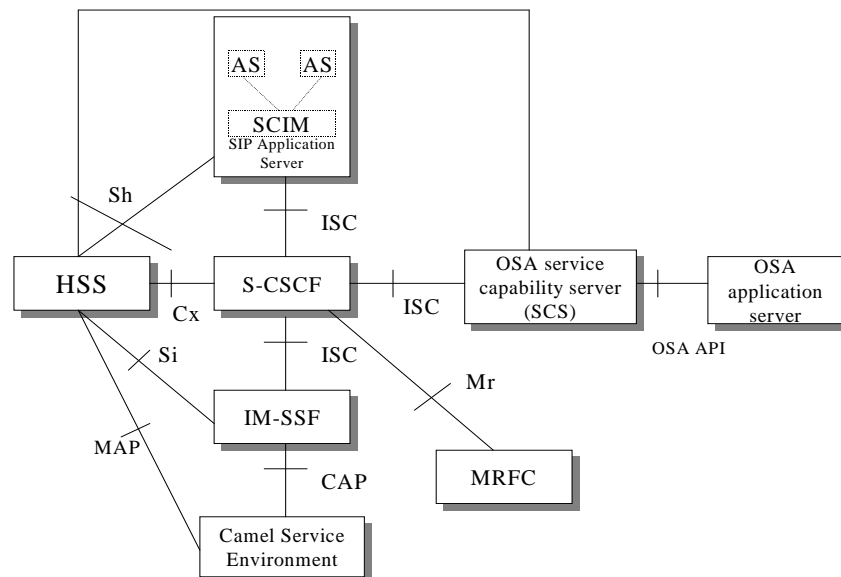 AS
AS
SCIM
SIP Application
Server
Sh
ISC
HSS
S-CSCF
OSA service
capability server
(SCS)
OSA
application
server
Cx
ISC
OSA API
Si
ISC
Mr
MAP
IM-SSF
CAP
MRFC
Camel Service
Environment